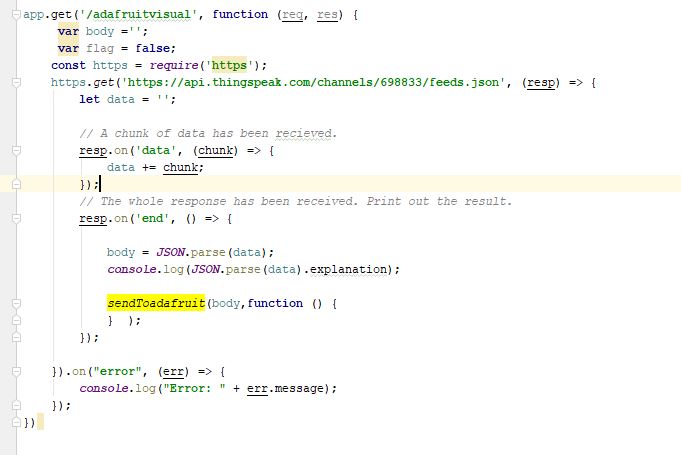 app.get('/adafruitvisual', function (req, res) {
var body ='';
var flag = false;
const https = require('https');
https.get('https://api.thingspeak.com/channels/698833/feeds.json', (resp) => {
let data = '';
// A chunk of data has been recieved.
resp.on('data', (chunk) => {
data += chunk;
});
// The whole response has been received. Print out the result.
resp.on('end', () => {
body = JSON.parse(data);
console.log(JSON.parse(data).explanation);
sendToadafruit(body,function () {
}  );
});
}).on("error", (err) => {
console.log("Error: " + err.message);
});
})